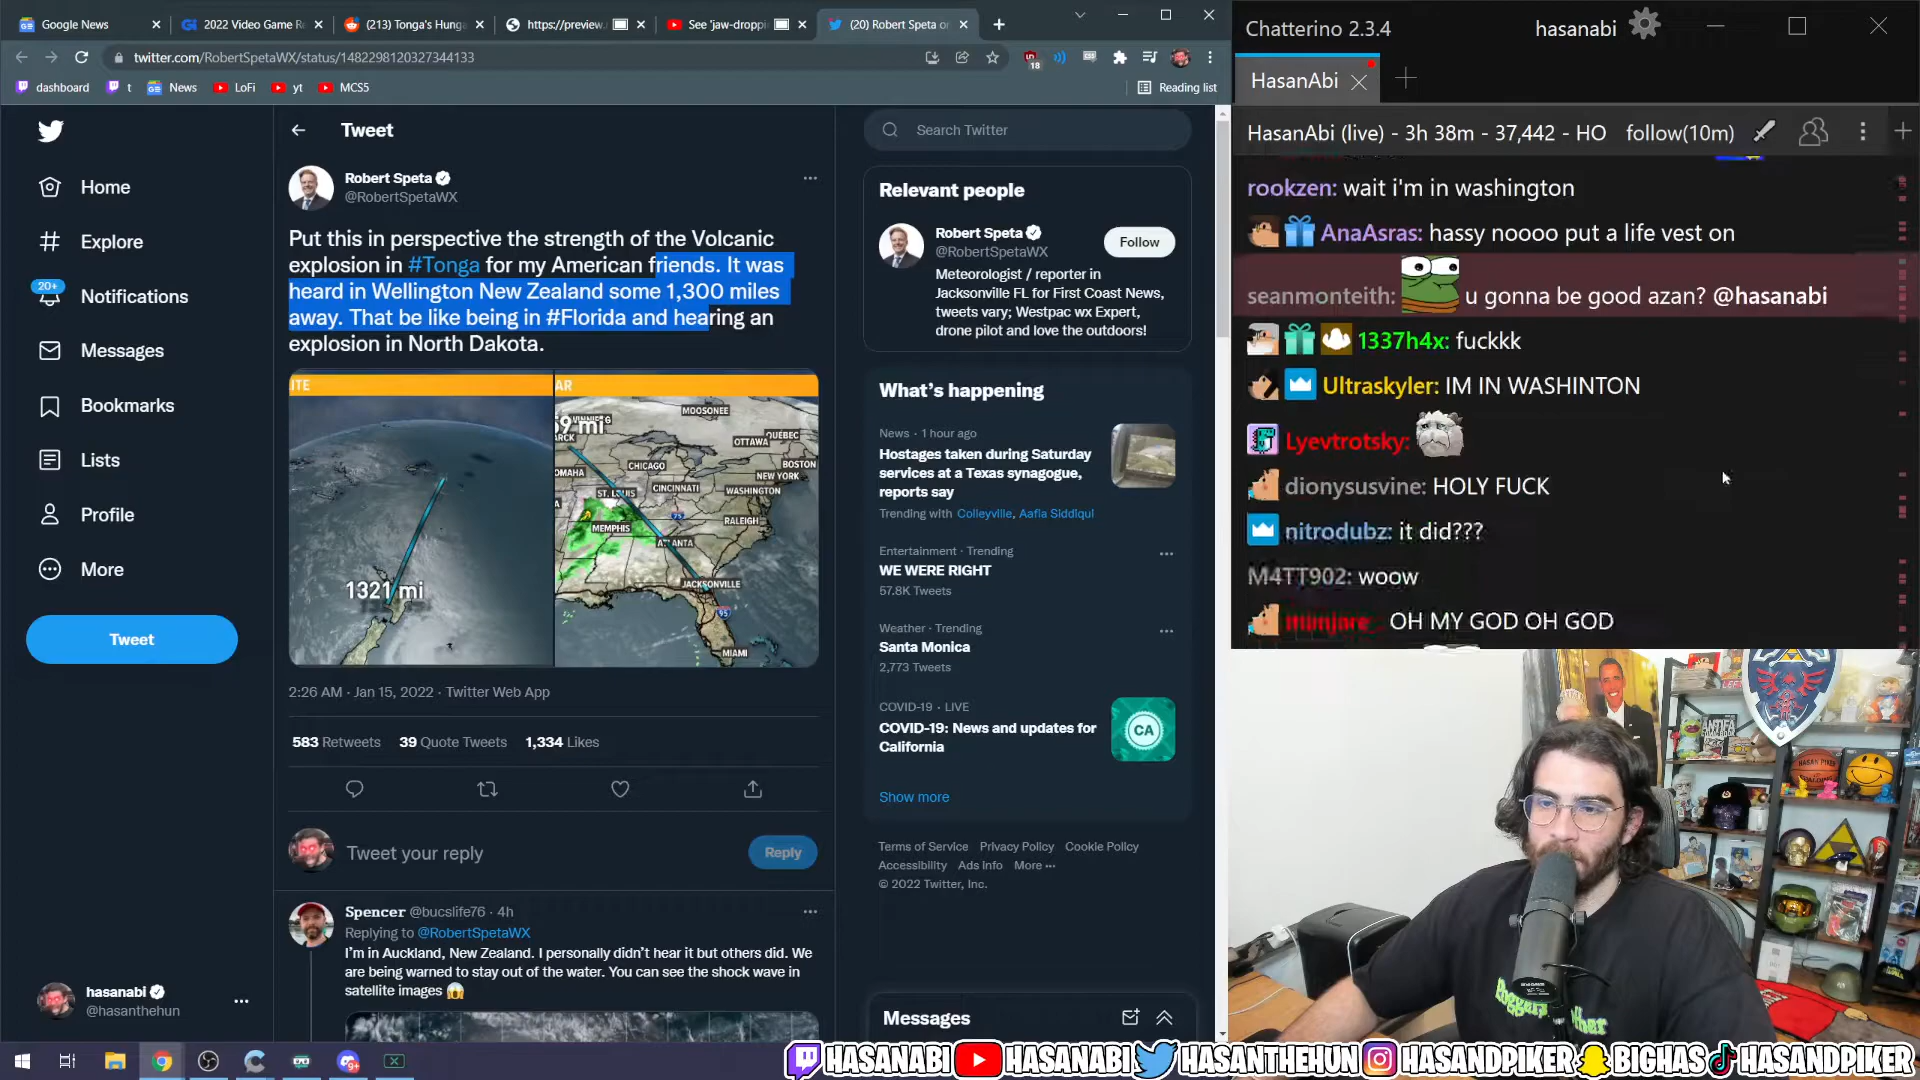 Google News
2022 Video Game Re
(213) Tonga's Hunga
https://preview.
See 'jaw-droppi
(20) Robert Speta on
twitter.com/RobertSpetaWX/status/1482298120327344133
18
dashboard
t
News
LoFi
yt
MCS5
Reading list
Home
Explore
20+
Notifications
Messages
Bookmarks
Lists
Profile
More
Tweet
hasanabi
@hasanthehun
Tweet
Robert Speta
@RobertSpetaWX
Put this in perspective the strength of the Volcanic
explosion in #Tonga for my American friends. It was
heard in Wellington New Zealand some 1,300 miles
away. That be like being in #Florida and hearing an
explosion in North Dakota.
ITE
1321 mi
AR
59 mi
WINNIPEG
MOOSONEE
QUÉBEC
OTTAWA
BOSTON
NEW YORK
ARCK
OMAHA
CHICAGO
CINCINNATI
WASHINGTON
ST. LOUIS
75
RALEIGH
MEMPHIS
ATLANTA
JACKSONVILLE
95
MIAMI
2:26 AM · Jan 15, 2022 · Twitter Web App
583 Retweets 39 Quote Tweets 1,334 Likes
Tweet your reply
Reply
Spencer @bucslife76 · 4h
Replying to @RobertSpetaWX
I'm in Auckland, New Zealand. I personally didn't hear it but others did. We
are being warned to stay out of the water. You can see the shock wave in
satellite images 😱
Search Twitter
Relevant people
Robert Speta
@RobertSpetaWX
Follow
Meteorologist / reporter in
Jacksonville FL for First Coast News,
tweets vary; Westpac wx Expert,
drone pilot and love the outdoors!
What's happening
News · 1 hour ago
Hostages taken during Saturday
services at a Texas synagogue,
reports say
Trending with Colleyville, Aafia Siddiqui
Entertainment · Trending
WE WERE RIGHT
57.8K Tweets
Weather · Trending
Santa Monica
2,773 Tweets
COVID-19 · LIVE
COVID-19: News and updates for
California
CA
Show more
Terms of Service Privacy Policy Cookie Policy
Accessibility Ads info More ···
© 2022 Twitter, Inc.
Messages
Chatterino 2.3.4
hasanabi
HasanAbi
HasanAbi (live) - 3h 38m - 37,442 - HO follow(10m)
rookzen: wait i'm in washington
AnaAsras: hassy noooo put a life vest on
seanmonteith: u gonna be good azan? @hasanabi
1337h4x: fuckkk
Ultraskyler: IM IN WASHINTON
Lyevtrotsky:
dionysusvine: HOLY FUCK
nitrodubz: it did???
M4TT902: woow
OH MY GOD OH GOD
HASANABI HASANABI HASANTHEHUN HASANDPIKER BIGHAS HASANDPIKER